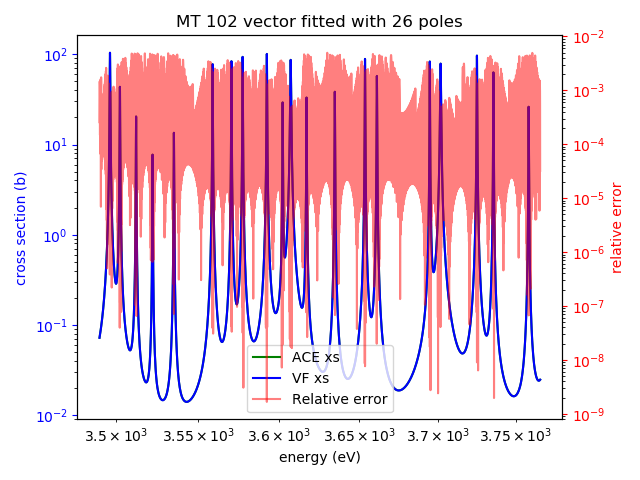 MT 102 vector fitted with 26 poles
cross section (b)
10²
10¹
10⁰
10⁻¹
10⁻²
relative error
10⁻²
10⁻³
10⁻⁴
10⁻⁵
10⁻⁶
10⁻⁷
10⁻⁸
10⁻⁹
ACE xs
VF xs
Relative error
3.5 × 10³ 3.55 × 10³ 3.6 × 10³ 3.65 × 10³ 3.7 × 10³ 3.75 × 10³
energy (eV)